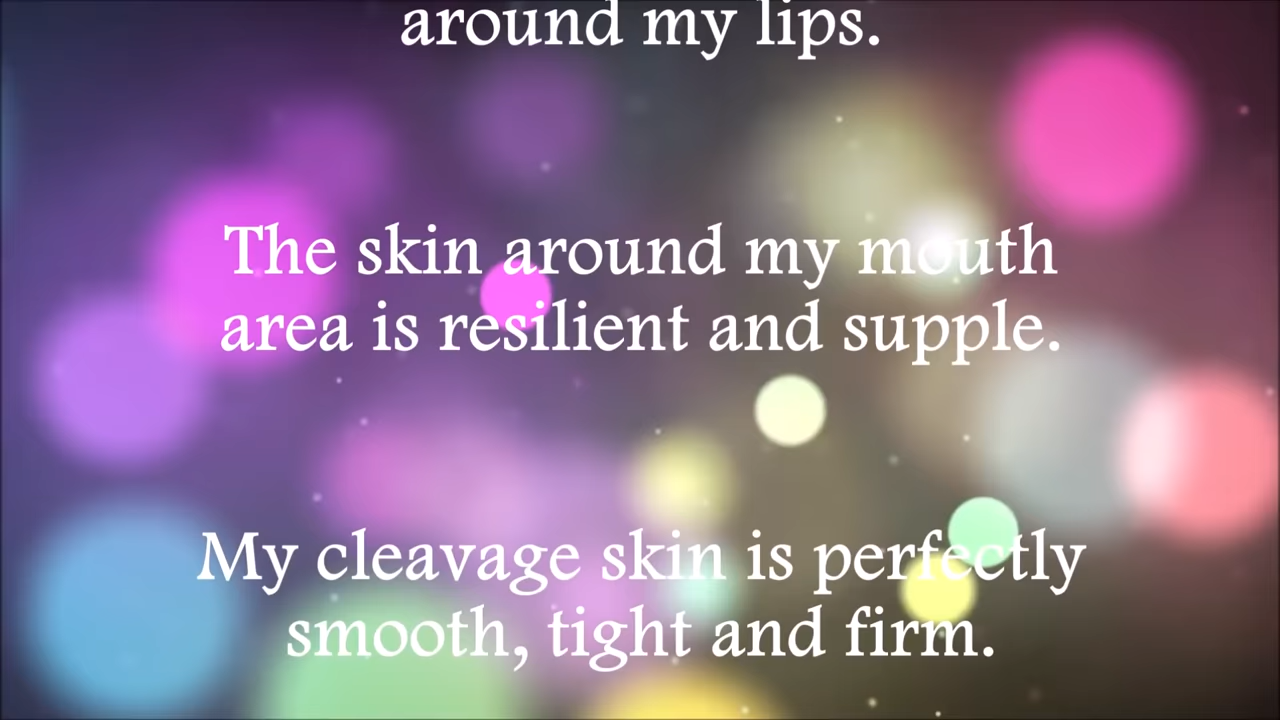 around my lips.
The skin around my mouth
area is resilient and supple.
My cleavage skin is perfectly
smooth, tight and firm.